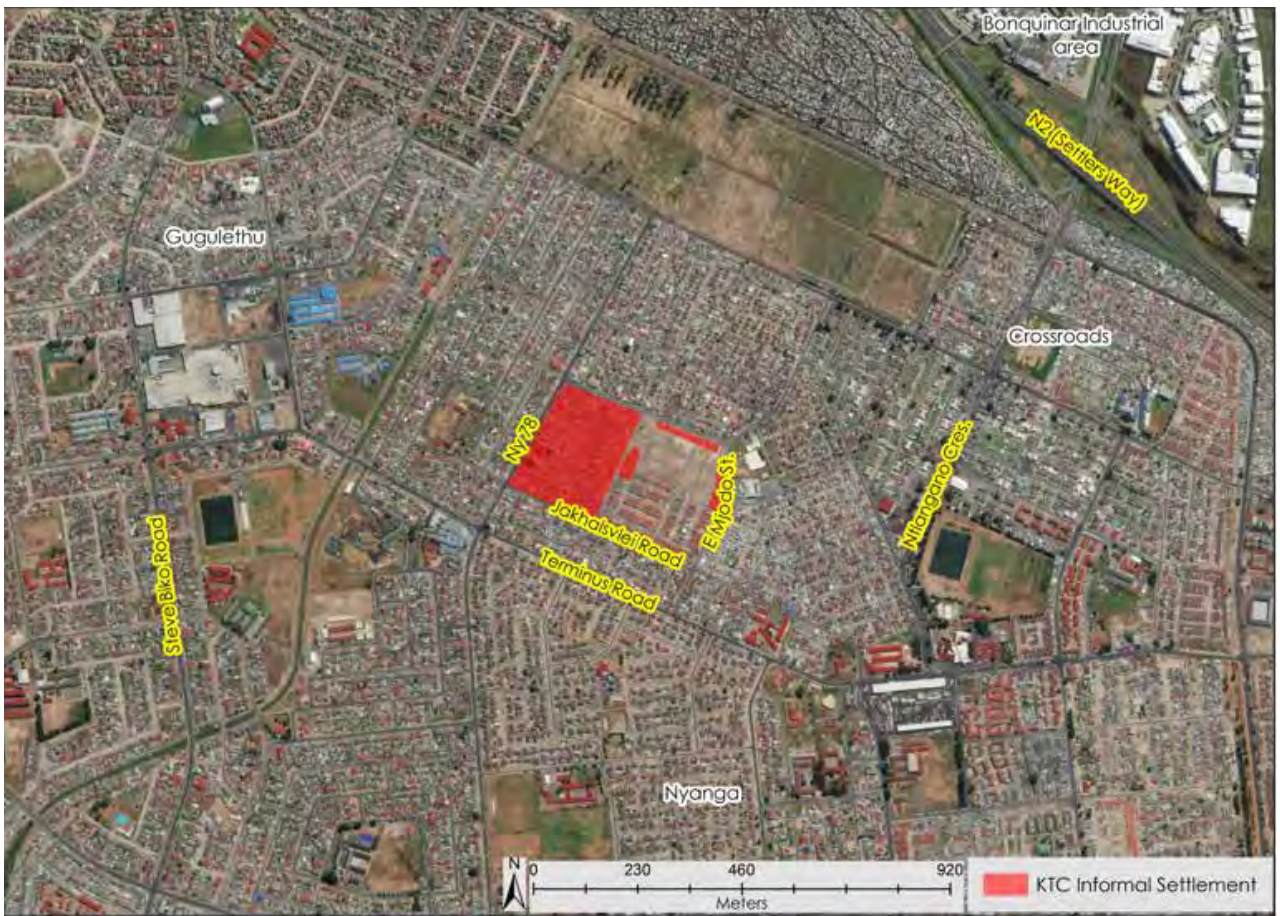 Bonquinar Industrial
area
N2 (Settlers Way)
Gugulethu
Crossroads
Ny 78
Ntlangano Cres.
E Mjodo St.
Jakhalsvlei Road
Terminus Road
Steve Biko Road
Nyanga
N
0 230 460 920
Meters
KTC Informal Settlement